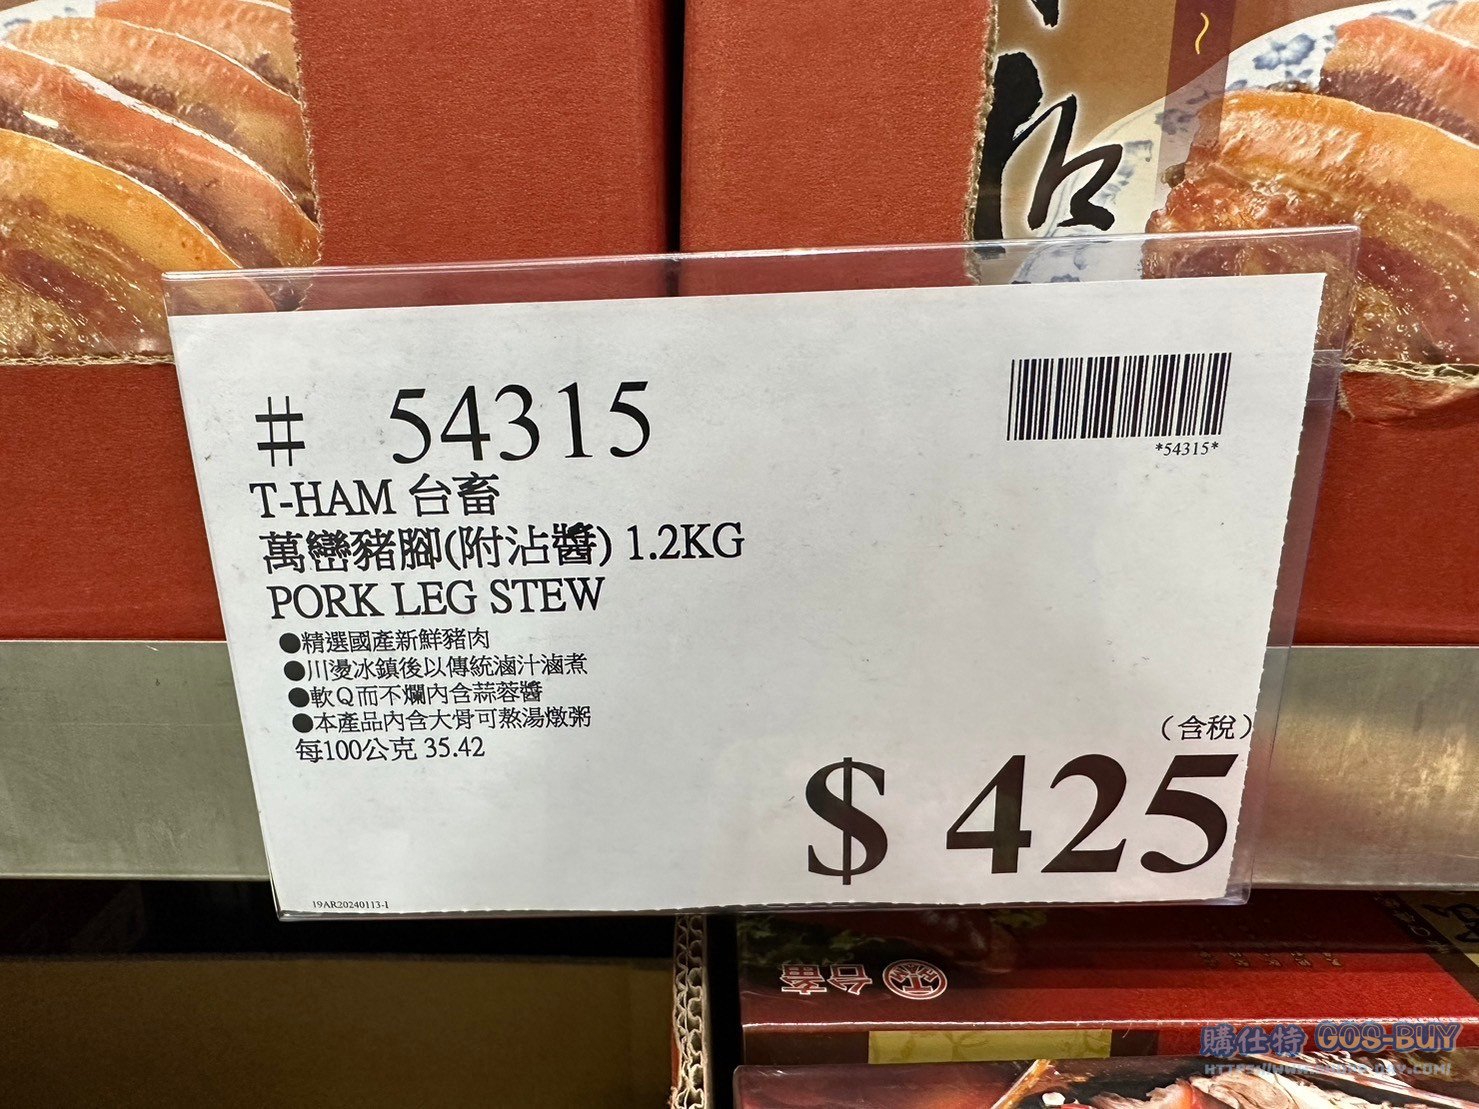 # 54315
*54315*
T-HAM 台畜
萬巒豬腳(附沾醬) 1.2KG
PORK LEG STEW
●精選國產新鮮豬肉
●川燙冰鎮後以傳統滷汁滷煮
●軟Q而不爛內含蒜蓉醬
●本產品內含大骨可熬湯燉粥
每100公克 35.42
(含稅)
$ 425
19AR20240113-1
台畜
購仕特 GOS-BUY